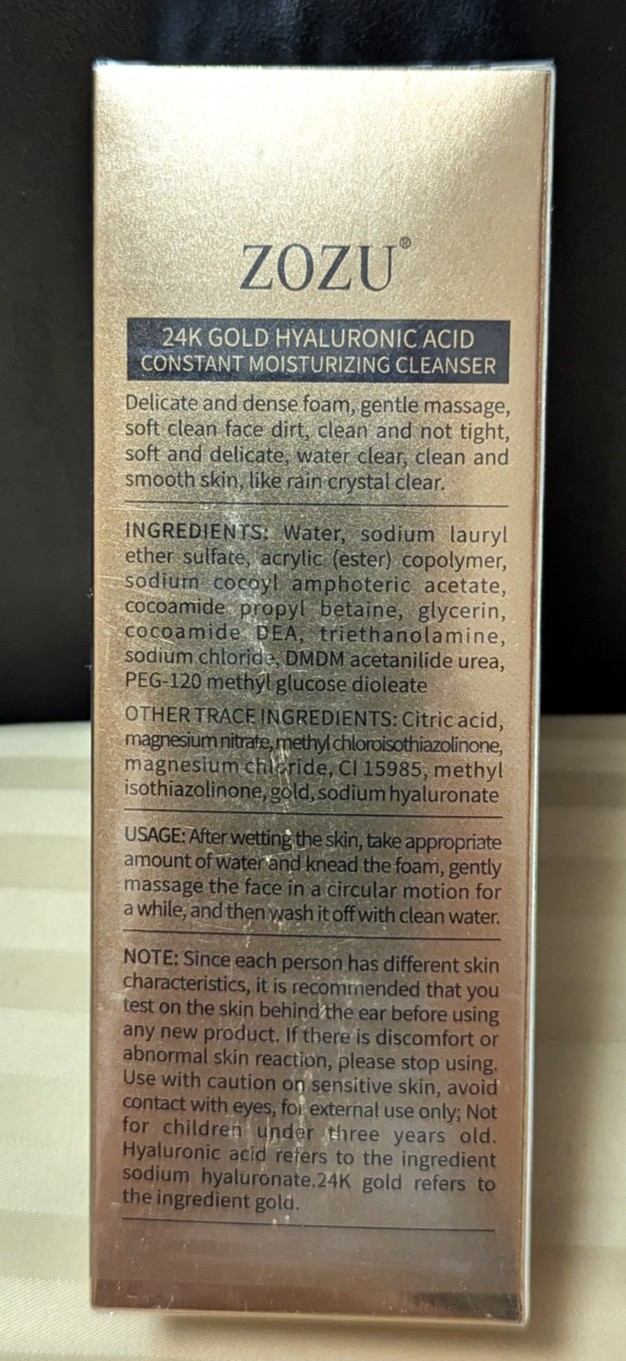 ZOZU®
24K GOLD HYALURONIC ACID
CONSTANT MOISTURIZING CLEANSER
Delicate and dense foam, gentle massage,
soft clean face dirt, clean and not tight,
soft and delicate, water clear, clean and
smooth skin, like rain crystal clear.
INGREDIENTS: Water, sodium lauryl
ether sulfate, acrylic (ester) copolymer,
sodium cocoyl amphoteric acetate,
cocoamide propyl betaine, glycerin,
cocoamide DEA, triethanolamine,
sodium chloride, DMDM acetanilide urea,
PEG-120 methyl glucose dioleate
OTHER TRACE INGREDIENTS: Citric acid,
magnesium nitrate, methyl chloroisothiazolinone,
magnesium chloride, CI 15985, methyl
isothiazolinone, gold, sodium hyaluronate
USAGE: After wetting the skin, take appropriate
amount of water and knead the foam, gently
massage the face in a circular motion for
a while, and then wash it off with clean water.
NOTE: Since each person has different skin
characteristics, it is recommended that you
test on the skin behind the ear before using
any new product. If there is discomfort or
abnormal skin reaction, please stop using.
Use with caution on sensitive skin, avoid
contact with eyes, for external use only; Not
for children under three years old.
Hyaluronic acid refers to the ingredient
sodium hyaluronate.24K gold refers to
the ingredient gold.